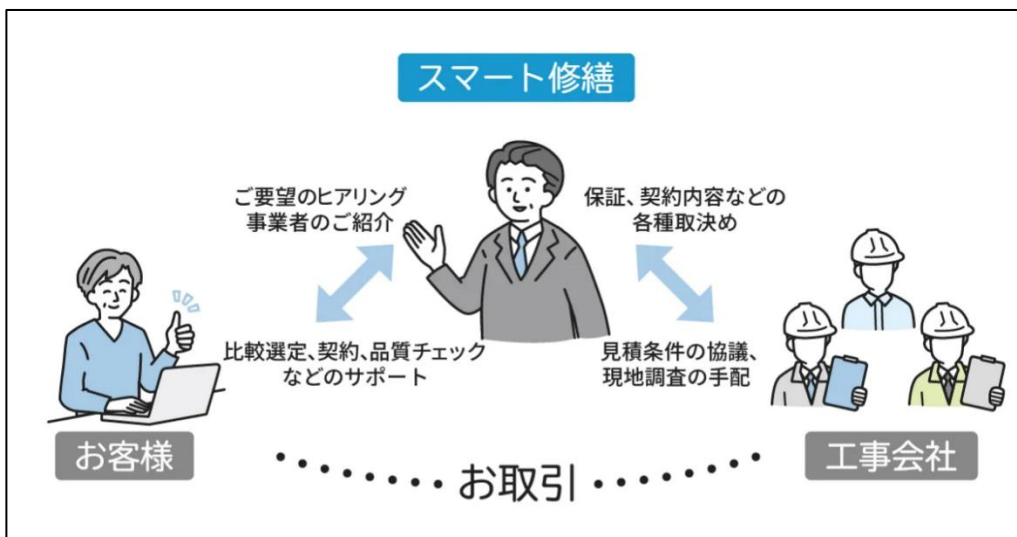 スマート修繕
ご要望のヒアリング
事業者のご紹介
保証、契約内容などの
各種取決め
比較選定、契約、品質チェック
などのサポート
見積条件の協議、
現地調査の手配
お客様
お取引
工事会社